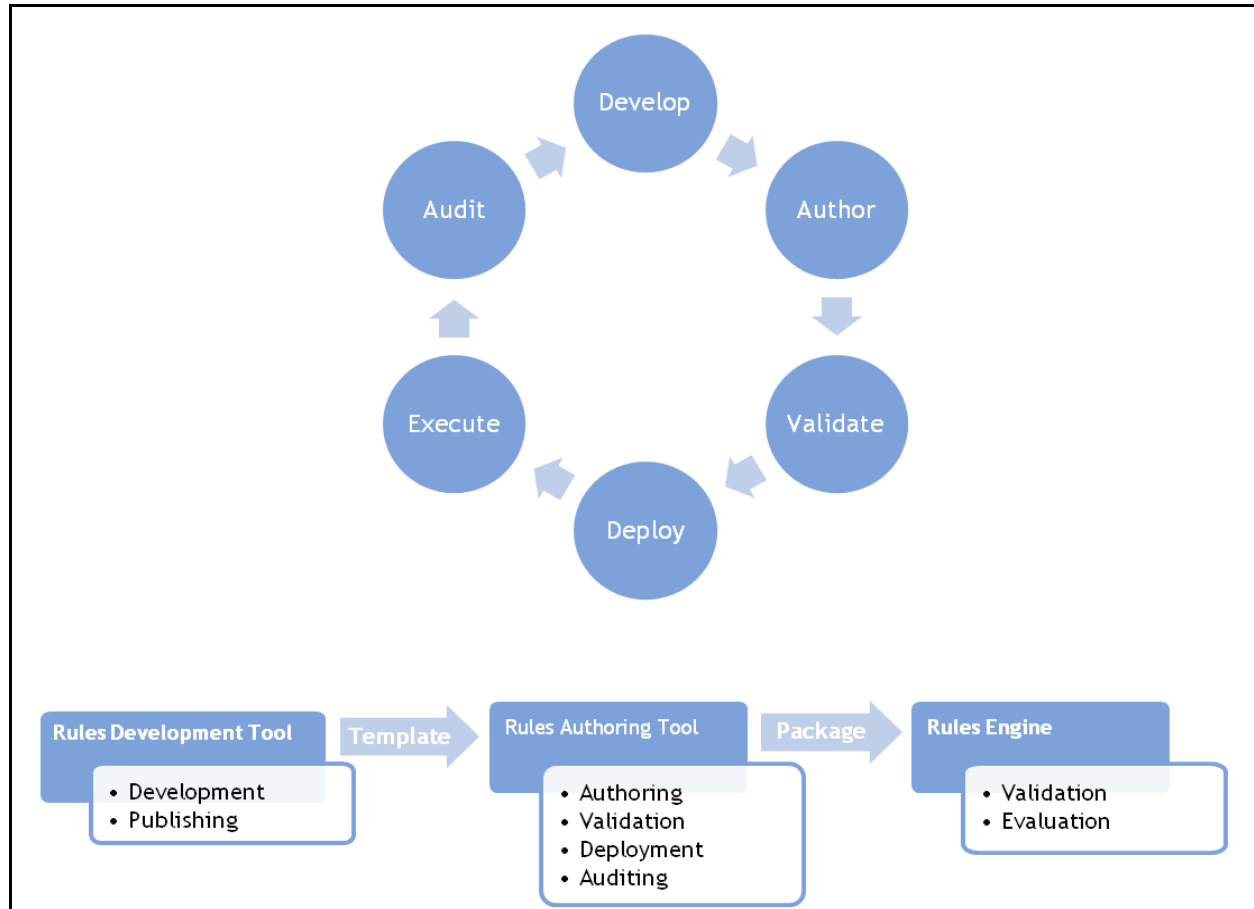 Develop
Author
Validate
Deploy
Execute
Audit
Rules Development Tool
• Development
• Publishing
Template
Rules Authoring Tool
• Authoring
• Validation
• Deployment
• Auditing
Package
Rules Engine
• Validation
• Evaluation